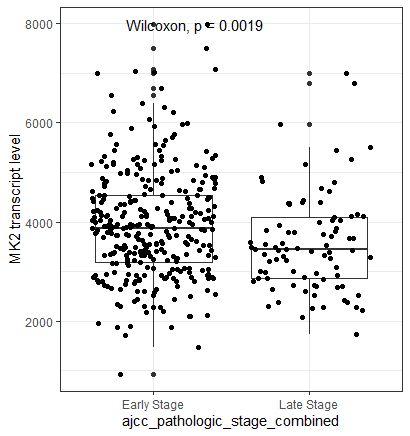 Wilcoxon, p = 0.0019
8000
6000
4000
2000
MK2 transcript level
Early Stage Late Stage
ajcc_pathologic_stage_combined